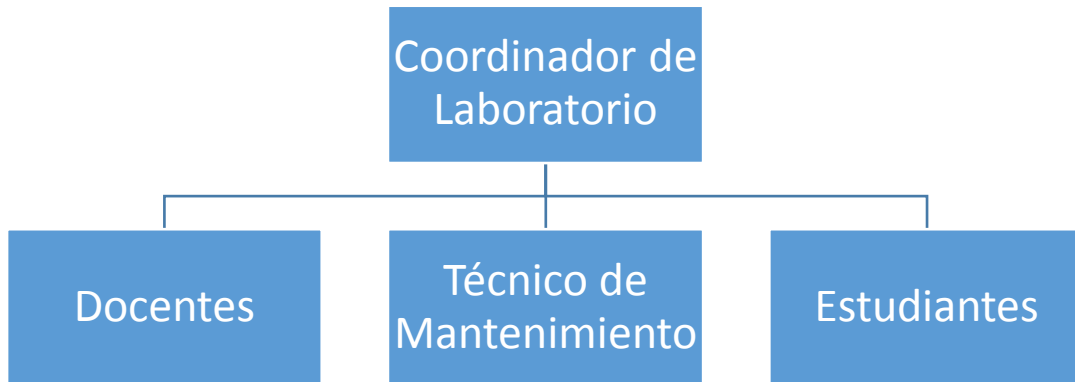 Coordinador de
Laboratorio
Docentes
Técnico de
Mantenimiento
Estudiantes